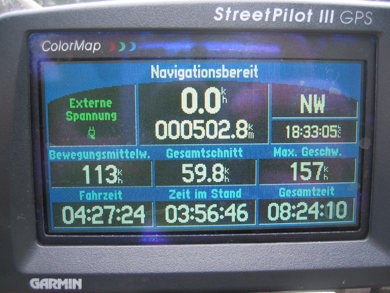 StreetPilot III GPS
ColorMap
Navigationsbereit
Externe Spannung
0.0 k/h
NW
000502.8 km
18:33:05
Bewegungsmittelw. Gesamtschnitt Max. Geschw.
113 k/h 59.8 k/h 157 k/h
Fahrzeit Zeit im Stand Gesamtzeit
04:27:24 03:56:46 08:24:10
GARMIN